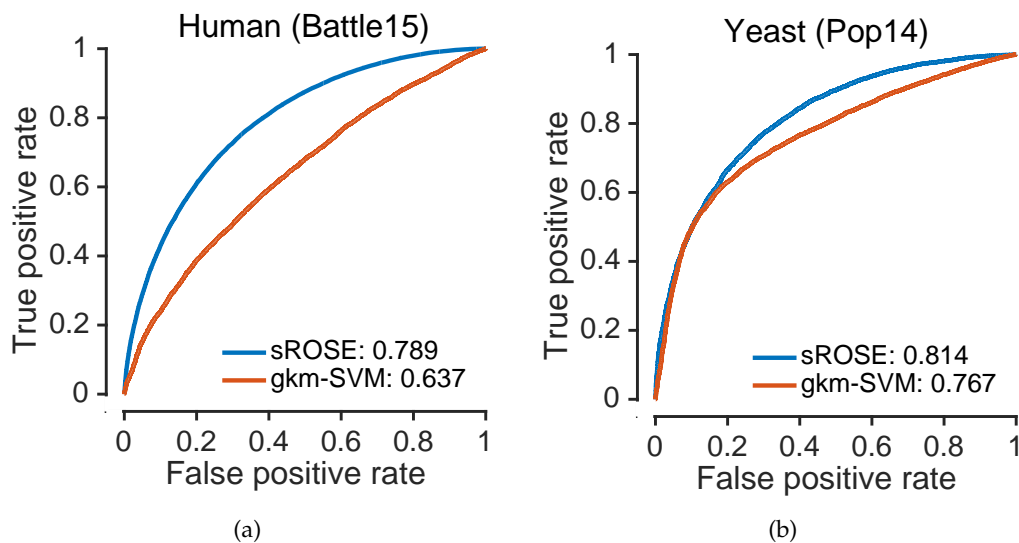 Human (Battle15)
True positive rate
1
0.8
0.6
0.4
0.2
0
sROSE: 0.789
gkm-SVM: 0.637
0 0.2 0.4 0.6 0.8 1
False positive rate
(a)
Yeast (Pop14)
True positive rate
1
0.8
0.6
0.4
0.2
0
sROSE: 0.814
gkm-SVM: 0.767
0 0.2 0.4 0.6 0.8 1
False positive rate
(b)